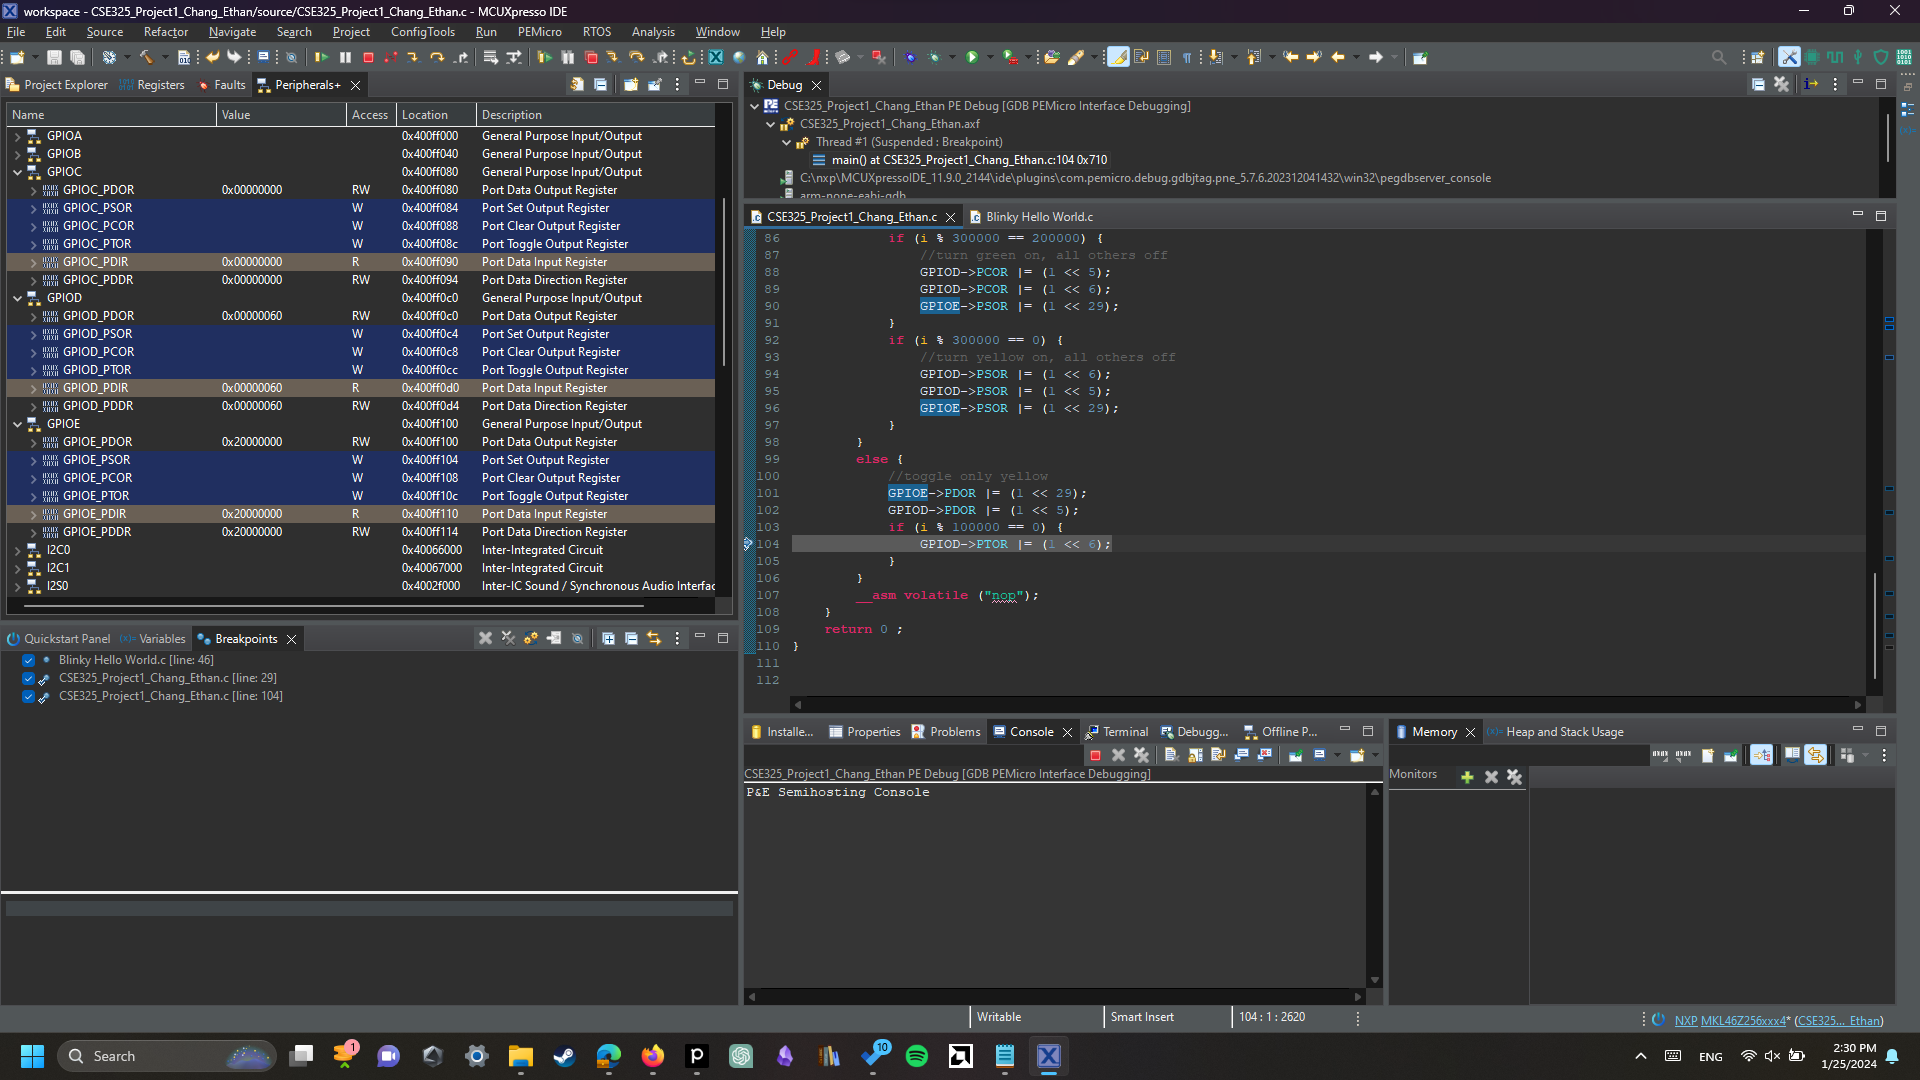 workspace - CSE325_Project1_Chang_Ethan/source/CSE325_Project1_Chang_Ethan.c - MCUXpresso IDE
File Edit Source Refactor Navigate Search Project ConfigTools Run PEMicro RTOS Analysis Window Help
Project Explorer Registers Faults Peripherals+
Name Value Access Location Description
GPIOA 0x400ff000 General Purpose Input/Output
GPIOB 0x400ff040 General Purpose Input/Output
GPIOC 0x400ff080 General Purpose Input/Output
GPIOC_PDOR 0x00000000 RW 0x400ff080 Port Data Output Register
GPIOC_PSOR W 0x400ff084 Port Set Output Register
GPIOC_PCOR W 0x400ff088 Port Clear Output Register
GPIOC_PTOR W 0x400ff08c Port Toggle Output Register
GPIOC_PDIR 0x00000000 R 0x400ff090 Port Data Input Register
GPIOC_PDDR 0x00000000 RW 0x400ff094 Port Data Direction Register
GPIOD 0x400ff0c0 General Purpose Input/Output
GPIOD_PDOR 0x00000060 RW 0x400ff0c0 Port Data Output Register
GPIOD_PSOR W 0x400ff0c4 Port Set Output Register
GPIOD_PCOR W 0x400ff0c8 Port Clear Output Register
GPIOD_PTOR W 0x400ff0cc Port Toggle Output Register
GPIOD_PDIR 0x00000060 R 0x400ff0d0 Port Data Input Register
GPIOD_PDDR 0x00000060 RW 0x400ff0d4 Port Data Direction Register
GPIOE 0x400ff100 General Purpose Input/Output
GPIOE_PDOR 0x20000000 RW 0x400ff100 Port Data Output Register
GPIOE_PSOR W 0x400ff104 Port Set Output Register
GPIOE_PCOR W 0x400ff108 Port Clear Output Register
GPIOE_PTOR W 0x400ff10c Port Toggle Output Register
GPIOE_PDIR 0x20000000 R 0x400ff110 Port Data Input Register
GPIOE_PDDR 0x20000000 RW 0x400ff114 Port Data Direction Register
I2C0 0x40066000 Inter-Integrated Circuit
I2C1 0x40067000 Inter-Integrated Circuit
I2S0 0x4002f000 Inter-IC Sound / Synchronous Audio Interfac
Quickstart Panel Variables Breakpoints
Blinky Hello World.c [line: 46]
CSE325_Project1_Chang_Ethan.c [line: 29]
CSE325_Project1_Chang_Ethan.c [line: 104]
Debug
CSE325_Project1_Chang_Ethan PE Debug [GDB PEMicro Interface Debugging]
CSE325_Project1_Chang_Ethan.axf
Thread #1 (Suspended : Breakpoint)
main() at CSE325_Project1_Chang_Ethan.c:104 0x710
C:\nxp\MCUXpressoIDE_11.9.0_2144\ide\plugins\com.pemicro.debug.gdbjtag.pne_5.7.6.202312041432\win32\pegdbserver_console
arm-none-eabi-gdb
CSE325_Project1_Chang_Ethan.c Blinky Hello World.c
86 if (i % 300000 == 200000) {
87 //turn green on, all others off
88 GPIOD->PCOR |= (1 << 5);
89 GPIOD->PCOR |= (1 << 6);
90 GPIOE->PSOR |= (1 << 29);
91 }
92 if (i % 300000 == 0) {
93 //turn yellow on, all others off
94 GPIOD->PSOR |= (1 << 6);
95 GPIOD->PSOR |= (1 << 5);
96 GPIOE->PSOR |= (1 << 29);
97 }
98 }
99 else {
100 //toggle only yellow
101 GPIOE->PDOR |= (1 << 29);
102 GPIOD->PDOR |= (1 << 5);
103 if (i % 100000 == 0) {
104 GPIOD->PTOR |= (1 << 6);
105 }
106 }
107 __asm volatile ("nop");
108 }
109 return 0 ;
110 }
111
112
Installe... Properties Problems Console Terminal Debugg... Offline P...
CSE325_Project1_Chang_Ethan PE Debug [GDB PEMicro Interface Debugging]
P&E Semihosting Console
Memory Heap and Stack Usage
Monitors
Writable Smart Insert 104 : 1 : 2620
NXP MKL46Z256xxx4* (CSE325... Ethan)
Search
1
10
ENG
2:30 PM
1/25/2024